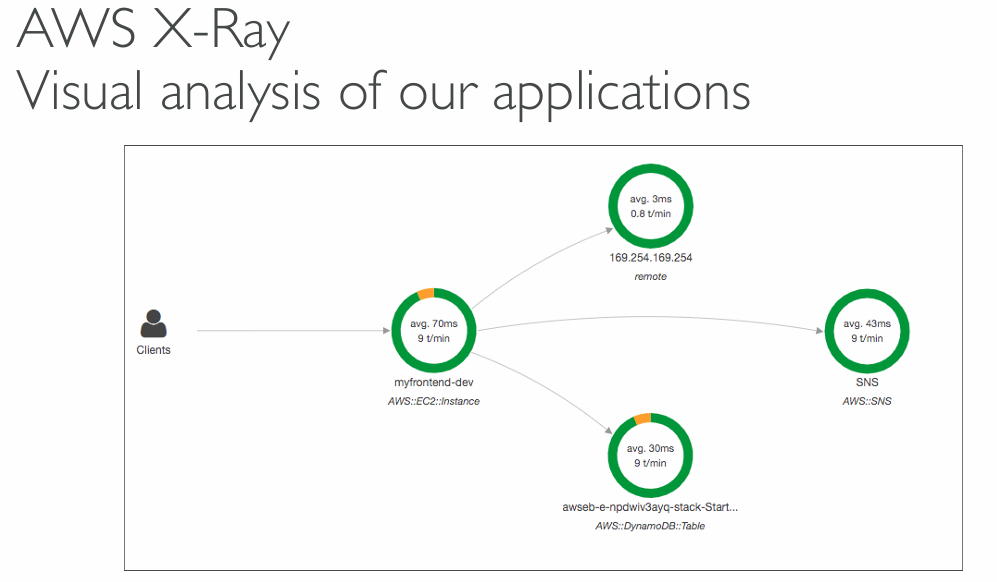 AWS X-Ray
Visual analysis of our applications
avg. 3ms
0.8 t/min
169.254.169.254
remote
Clients
avg. 70ms
9 t/min
myfrontend-dev
AWS::EC2::Instance
avg. 43ms
9 t/min
SNS
AWS::SNS
avg. 30ms
9 t/min
awseb-e-npdwiv3ayq-stack-Start...
AWS::DynamoDB::Table